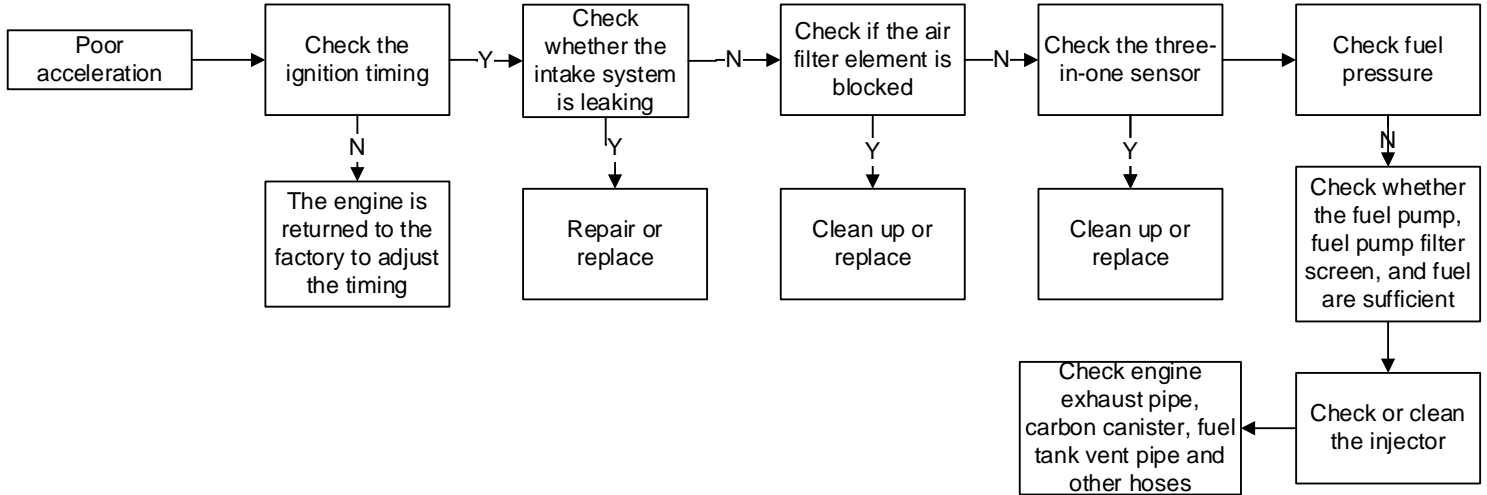 Poor
acceleration
Check the
ignition timing
Y
Check
whether the
intake system
is leaking
N
Check if the air
filter element is
blocked
N
Check the three-
in-one sensor
Check fuel
pressure
N
The engine is
returned to the
factory to adjust
the timing
Y
Repair or
replace
Y
Clean up or
replace
Y
Clean up or
replace
N
Check whether
the fuel pump,
fuel pump filter
screen, and fuel
are sufficient
Check or clean
the injector
Check engine
exhaust pipe,
carbon canister, fuel
tank vent pipe and
other hoses